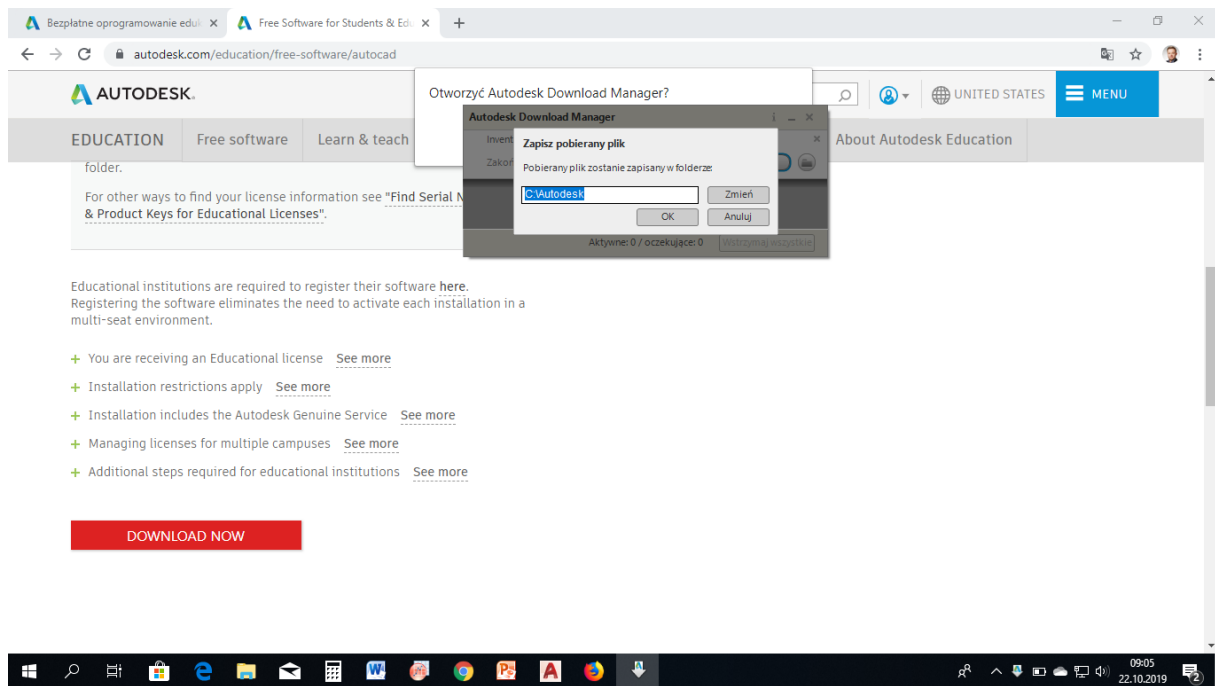 Bezpłatne oprogramowanie eduk
Free Software for Students & Edu
autodesk.com/education/free-software/autocad
AUTODESK.
Otworzyć Autodesk Download Manager?
UNITED STATES
MENU
EDUCATION
Free software
Learn & teach
About Autodesk Education
Autodesk Download Manager
Zapisz pobierany plik
Pobierany plik zostanie zapisany w folderze:
C:\Autodesk
Zmień
OK
Anuluj
Aktywne: 0 / oczekujące: 0
Wstrzymaj wszystkie
folder.
For other ways to find your license information see "Find Serial N
& Product Keys for Educational Licenses".
Educational institutions are required to register their software here.
Registering the software eliminates the need to activate each installation in a
multi-seat environment.
+ You are receiving an Educational license See more
+ Installation restrictions apply See more
+ Installation includes the Autodesk Genuine Service See more
+ Managing licenses for multiple campuses See more
+ Additional steps required for educational institutions See more
DOWNLOAD NOW
09:05
22.10.2019
2